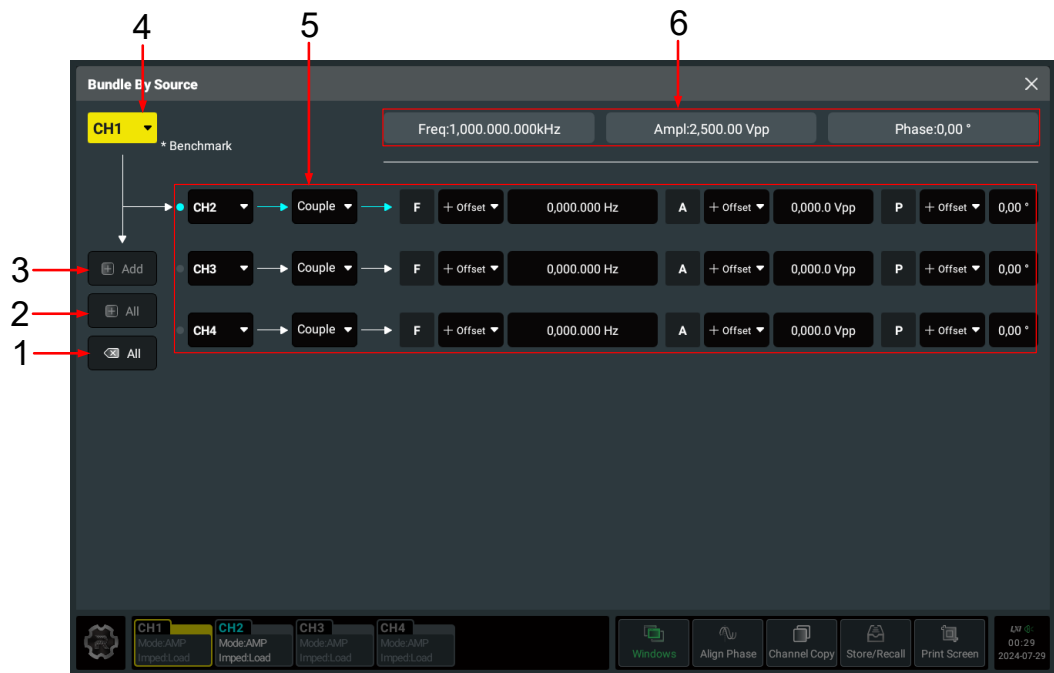 4 5 6
Bundle By Source
CH1
* Benchmark
Freq:1,000.000.000kHz Ampl:2,500.00 Vpp Phase:0,00 °
CH2 Couple F + Offset 0,000.000 Hz A + Offset 0,000.0 Vpp P + Offset 0,00 °
3 Add CH3 Couple F + Offset 0,000.000 Hz A + Offset 0,000.0 Vpp P + Offset 0,00 °
2 All
CH4 Couple F + Offset 0,000.000 Hz A + Offset 0,000.0 Vpp P + Offset 0,00 °
1 All
CH1 CH2 CH3 CH4
Mode:AMP Mode:AMP Mode:AMP Mode:AMP
Imped:Load Imped:Load Imped:Load Imped:Load
Windows Align Phase Channel Copy Store/Recall Print Screen
00:29
2024-07-29